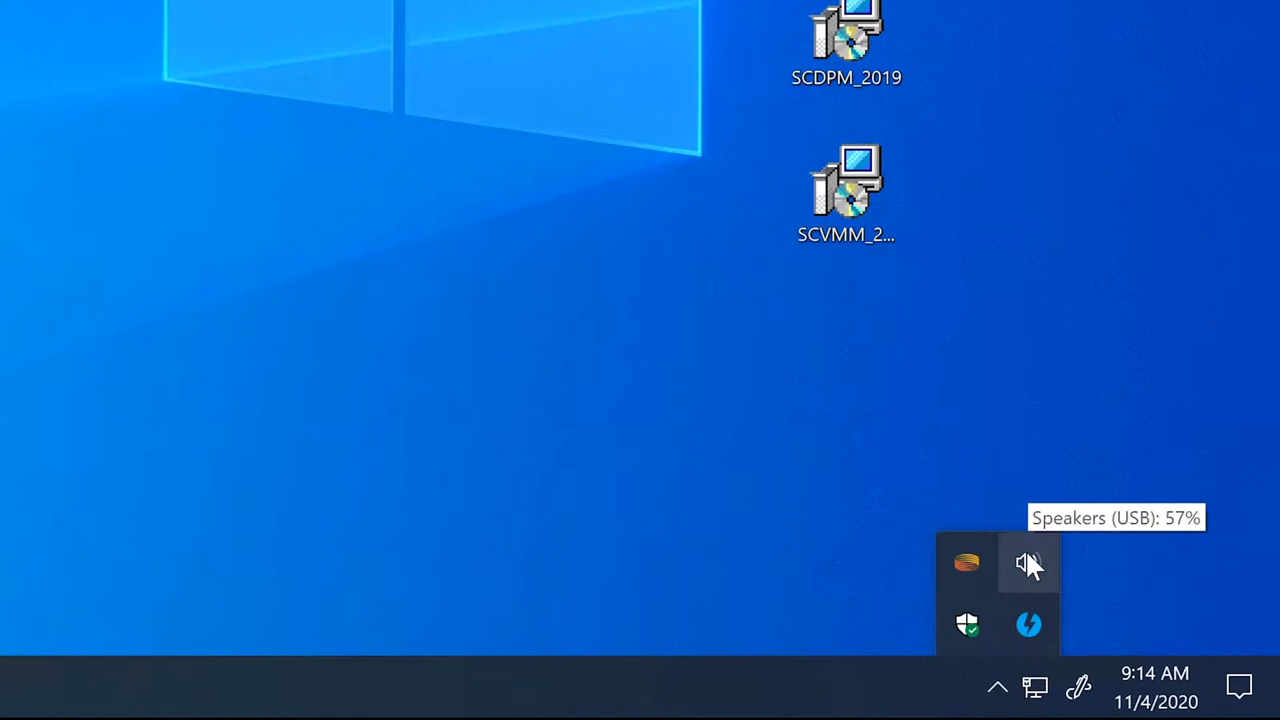 SCDPM_2019
SCVMM_2...
Speakers (USB): 57%
9:14 AM
11/4/2020